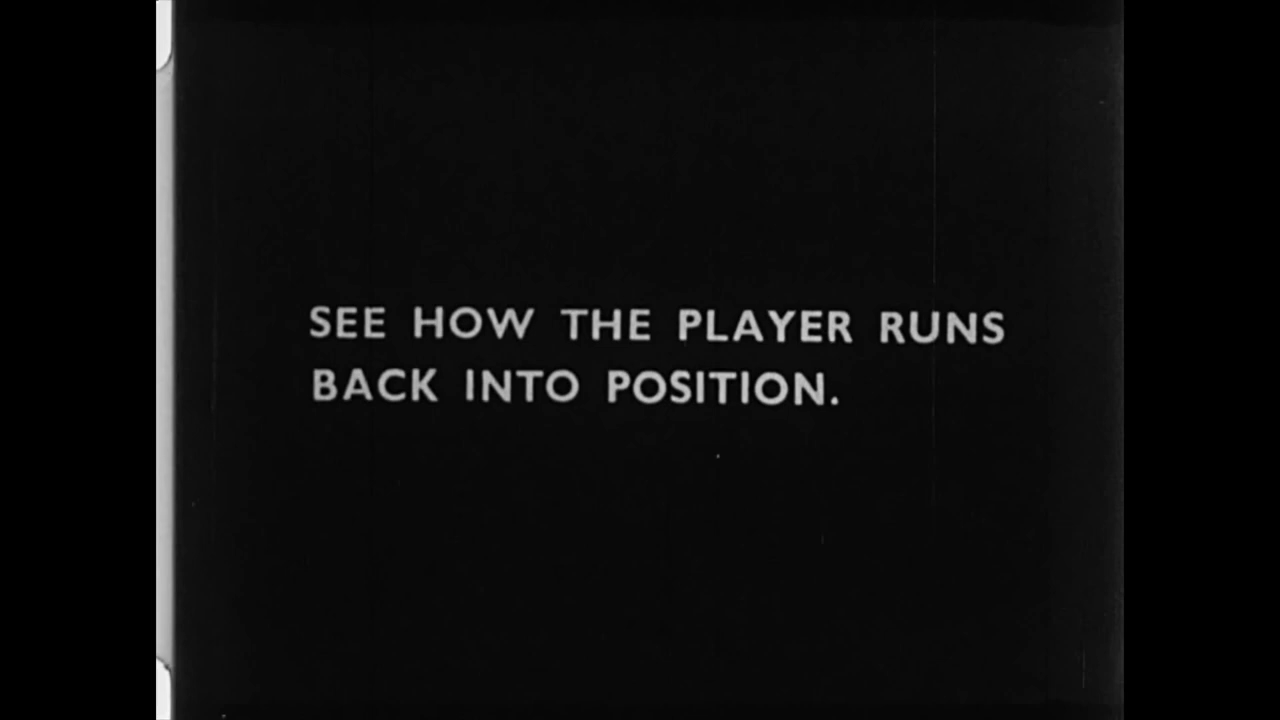 SEE HOW THE PLAYER RUNS
BACK INTO POSITION.